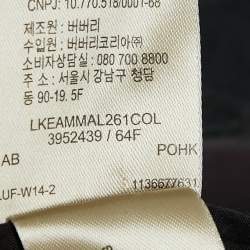 CNPJ: 10.770.518/0001-68
제조원 : 버버리
수입원 : 버버리코리아(주)
소비자상담실 : 080 700 8800
주소 : 서울시 강남구 청담
동 90-19. 5F
LKEAMMAL261COL
3952439 / 64F
AB POHK
LUF-W14-2 1136677631